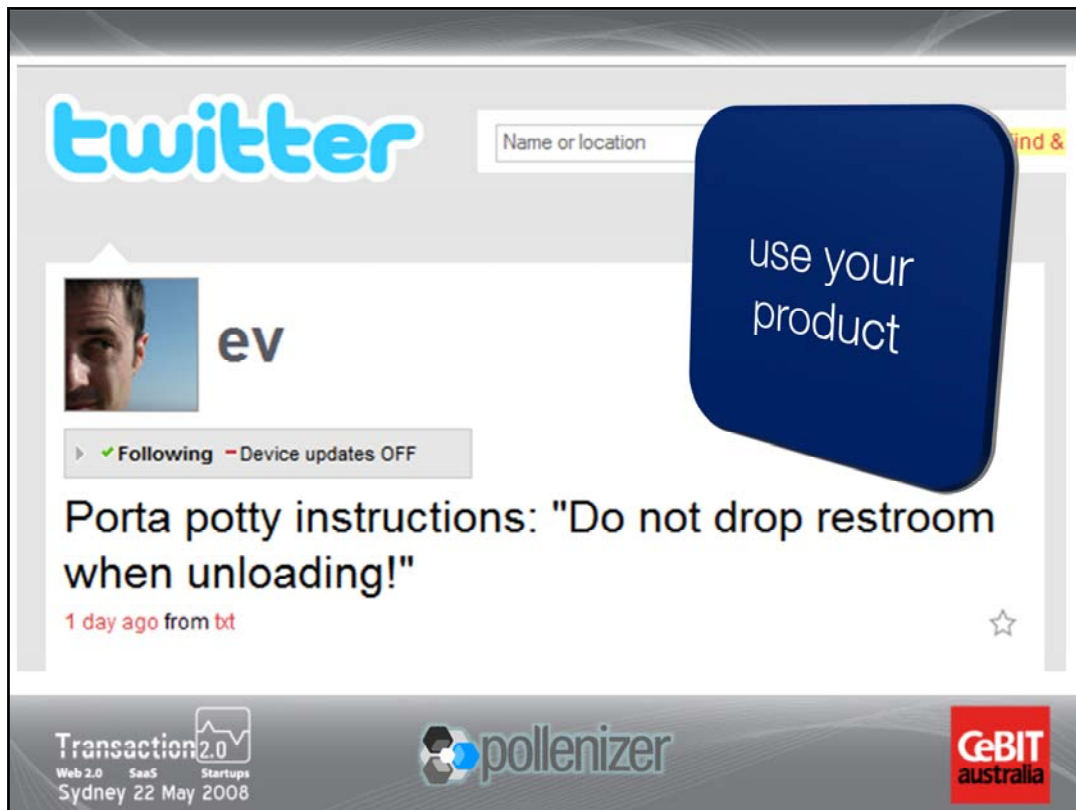 twitter
Name or location
ind &
use your
product
ev
Following Device updates OFF
Porta potty instructions: "Do not drop restroom
when unloading!"
1 day ago from txt
Transaction 2.0
Web 2.0 SaaS Startups
Sydney 22 May 2008
pollenizer
CeBIT
australia